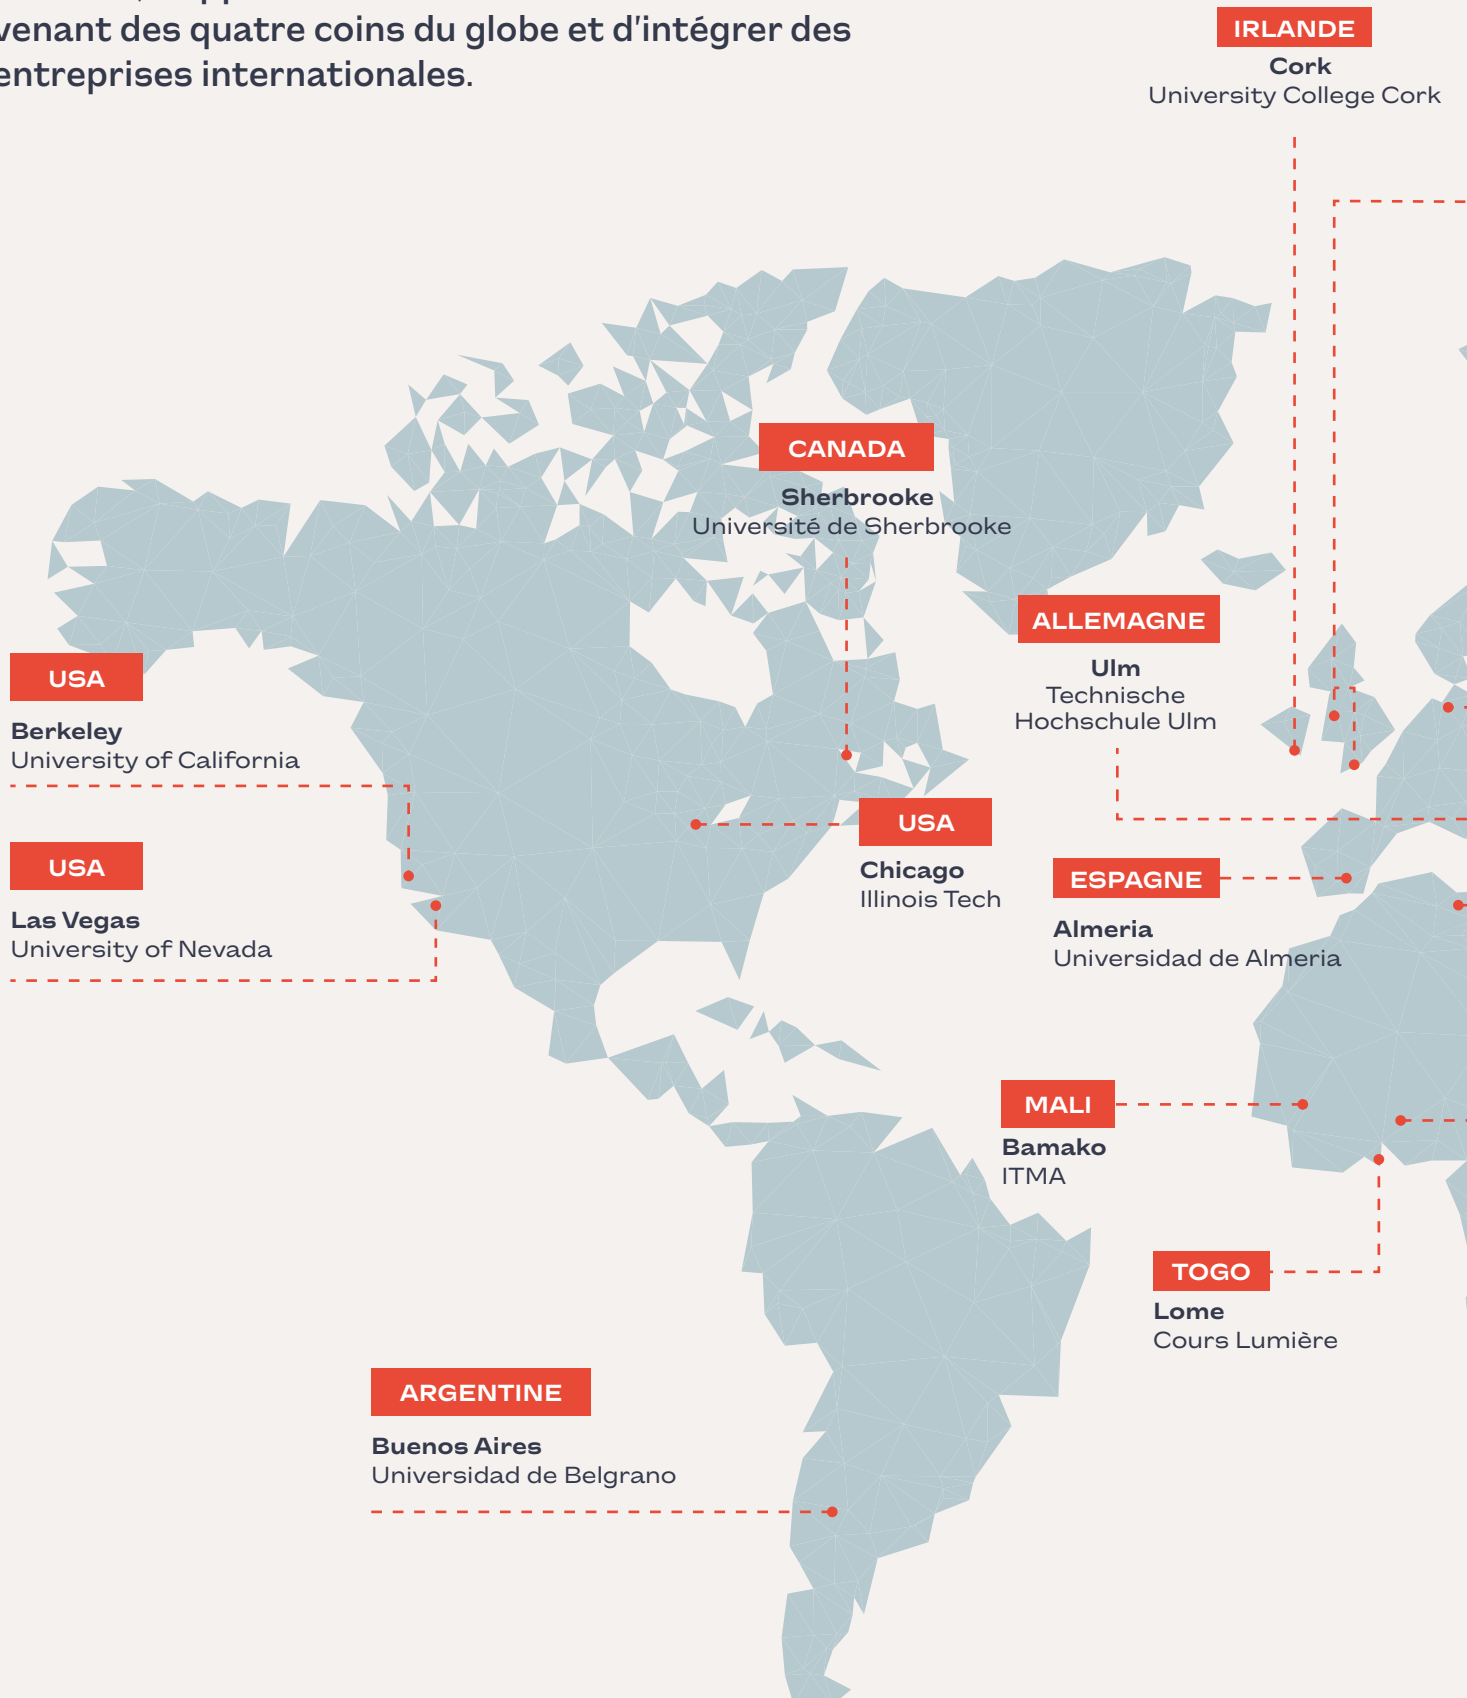 venant des quatre coins du globe et d'intégrer des
entreprises internationales.
IRLANDE
Cork
University College Cork
CANADA
Sherbrooke
Université de Sherbrooke
ALLEMAGNE
Ulm
Technische
Hochschule Ulm
USA
Berkeley
University of California
USA
Las Vegas
University of Nevada
USA
Chicago
Illinois Tech
ESPAGNE
Almeria
Universidad de Almeria
MALI
Bamako
ITMA
TOGO
Lome
Cours Lumière
ARGENTINE
Buenos Aires
Universidad de Belgrano